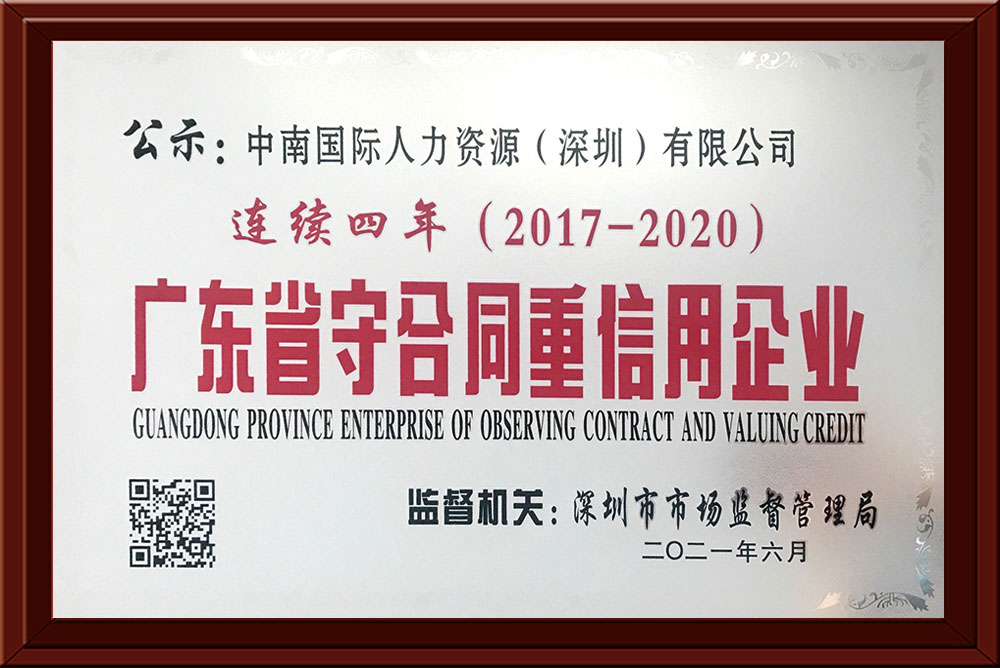 公示：中南国际人力资源（深圳）有限公司
连续四年（2017-2020）
广东省守合同重信用企业
GUANGDONG PROVINCE ENTERPRISE OF OBSERVING CONTRACT AND VALUING CREDIT
监督机关：深圳市市场监督管理局
二〇二一年六月